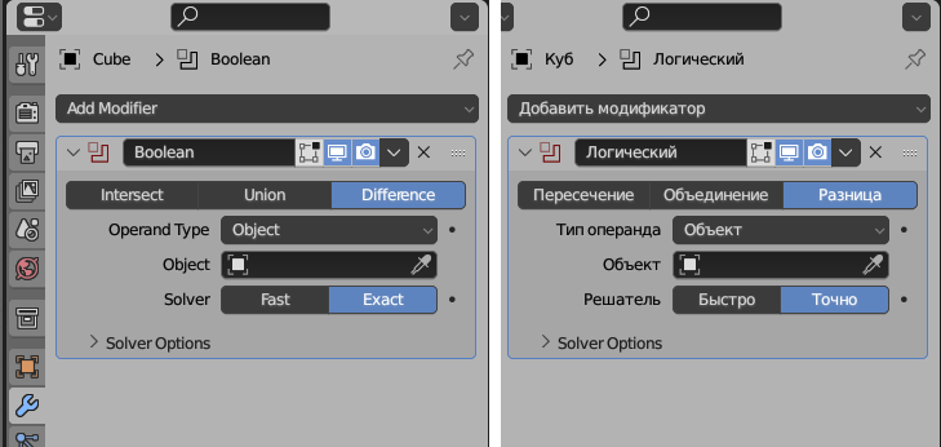 Cube > Boolean
Add Modifier
Boolean
Intersect Union Difference
Operand Type Object
Object
Solver Fast Exact
> Solver Options
Куб > Логический
Добавить модификатор
Логический
Пересечение Объединение Разница
Тип операнда Объект
Объект
Решатель Быстро Точно
> Solver Options